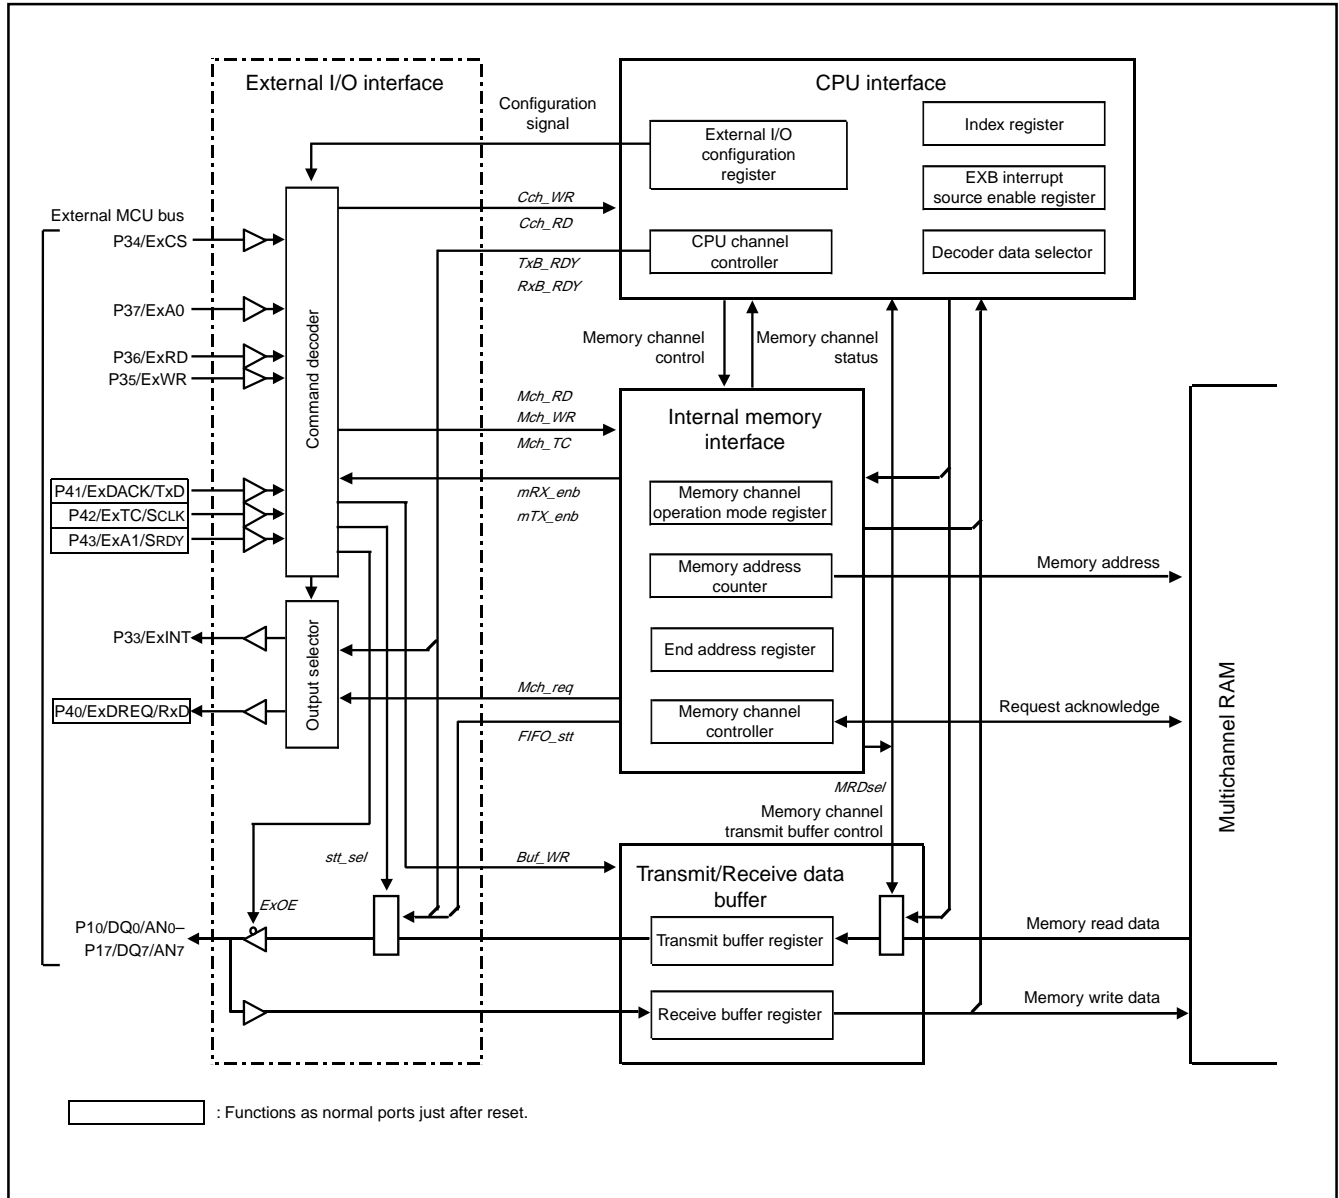 External I/O interface
CPU interface
Configuration
signal
External I/O
configuration
register
Index register
EXB interrupt
source enable register
Cch_WR
Cch_RD
External MCU bus
P34/ExCS
CPU channel
controller
Decoder data selector
TxB_RDY
RxB_RDY
P37/ExA0
Command decoder
Memory channel
control
Memory channel
status
P36/ExRD
P35/ExWR
Mch_RD
Mch_WR
Mch_TC
Internal memory
interface
mRX_enb
mTX_enb
P41/ExDACK/TxD
P42/ExTC/SCLK
P43/ExA1/SRDY
Memory channel
operation mode register
Memory address
counter
Memory address
P33/ExINT
Output selector
End address register
Mch_req
P40/ExDREQ/RxD
Memory channel
controller
Request acknowledge
FIFO_stt
Multichannel RAM
MRDsel
Memory channel
transmit buffer control
stt_sel
Buf_WR
Transmit/Receive data
buffer
ExOE
P10/DQ0/AN0–
P17/DQ7/AN7
Transmit buffer register
Memory read data
Receive buffer register
Memory write data
: Functions as normal ports just after reset.